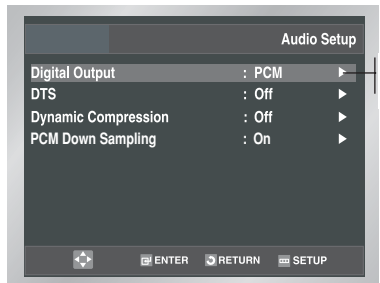 Audio Setup
Digital Output : PCM
DTS : Off
Dynamic Compression : Off
PCM Down Sampling : On
ENTER RETURN SETUP